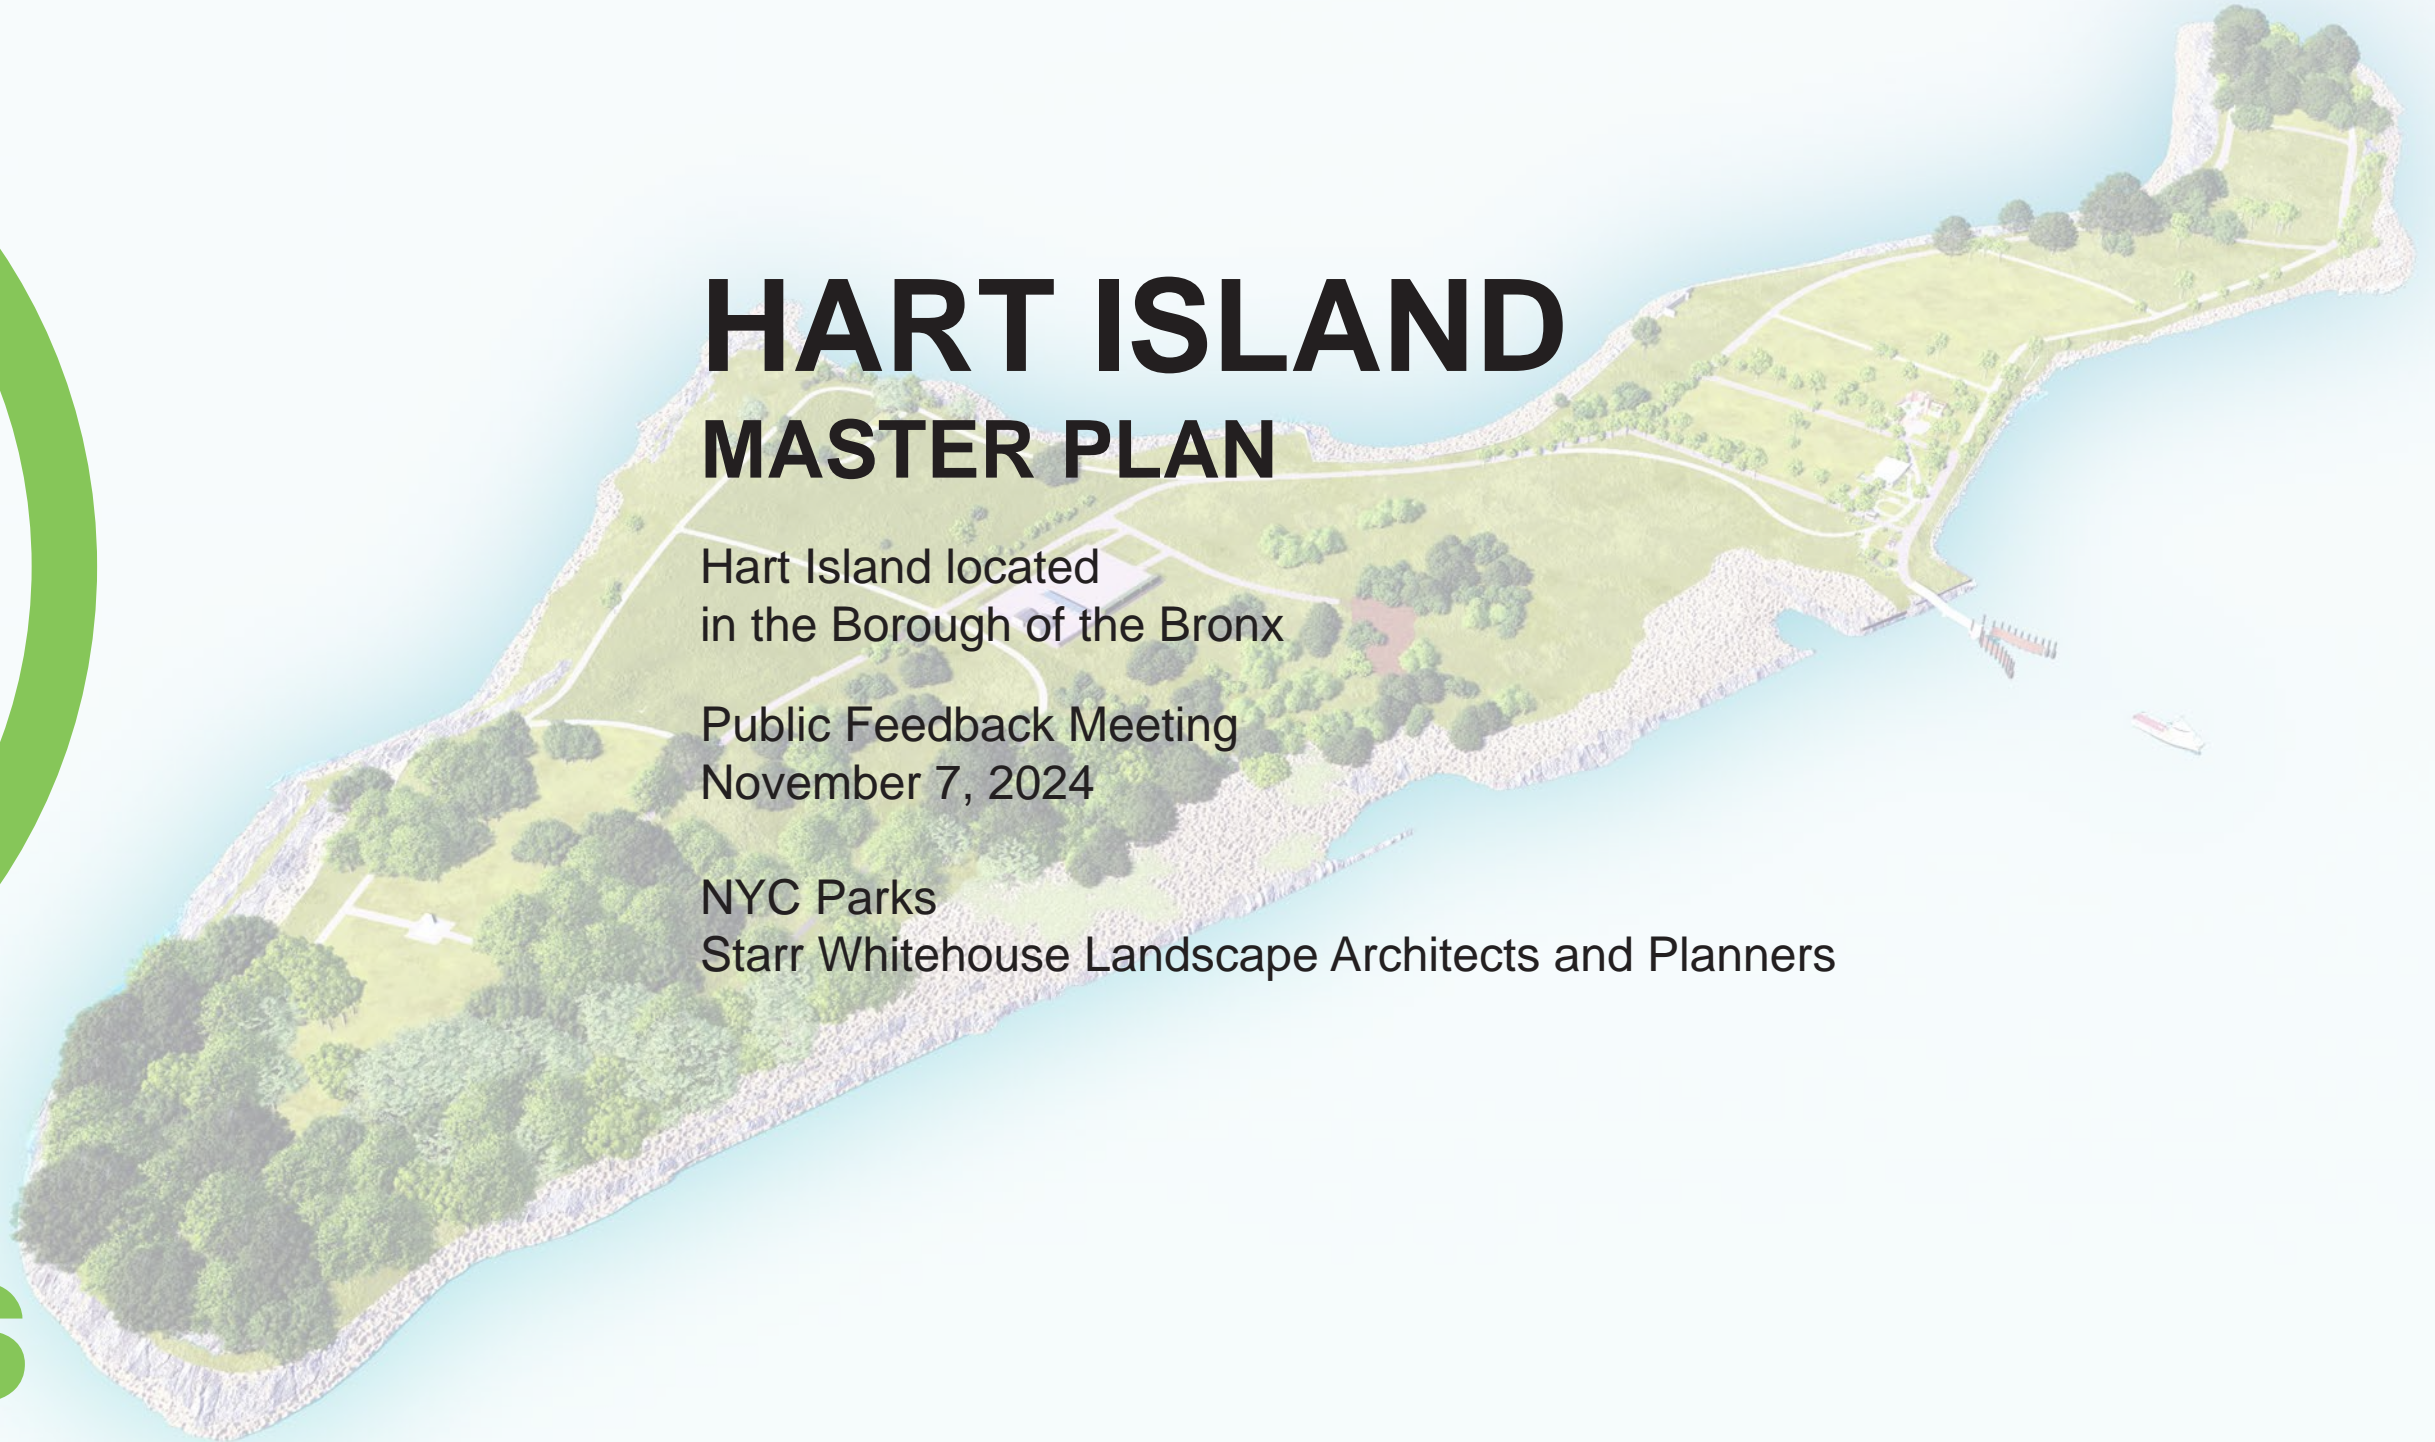 HART ISLAND
MASTER PLAN
Hart Island located
in the Borough of the Bronx
Public Feedback Meeting
November 7, 2024
NYC Parks
Starr Whitehouse Landscape Architects and Planners
s